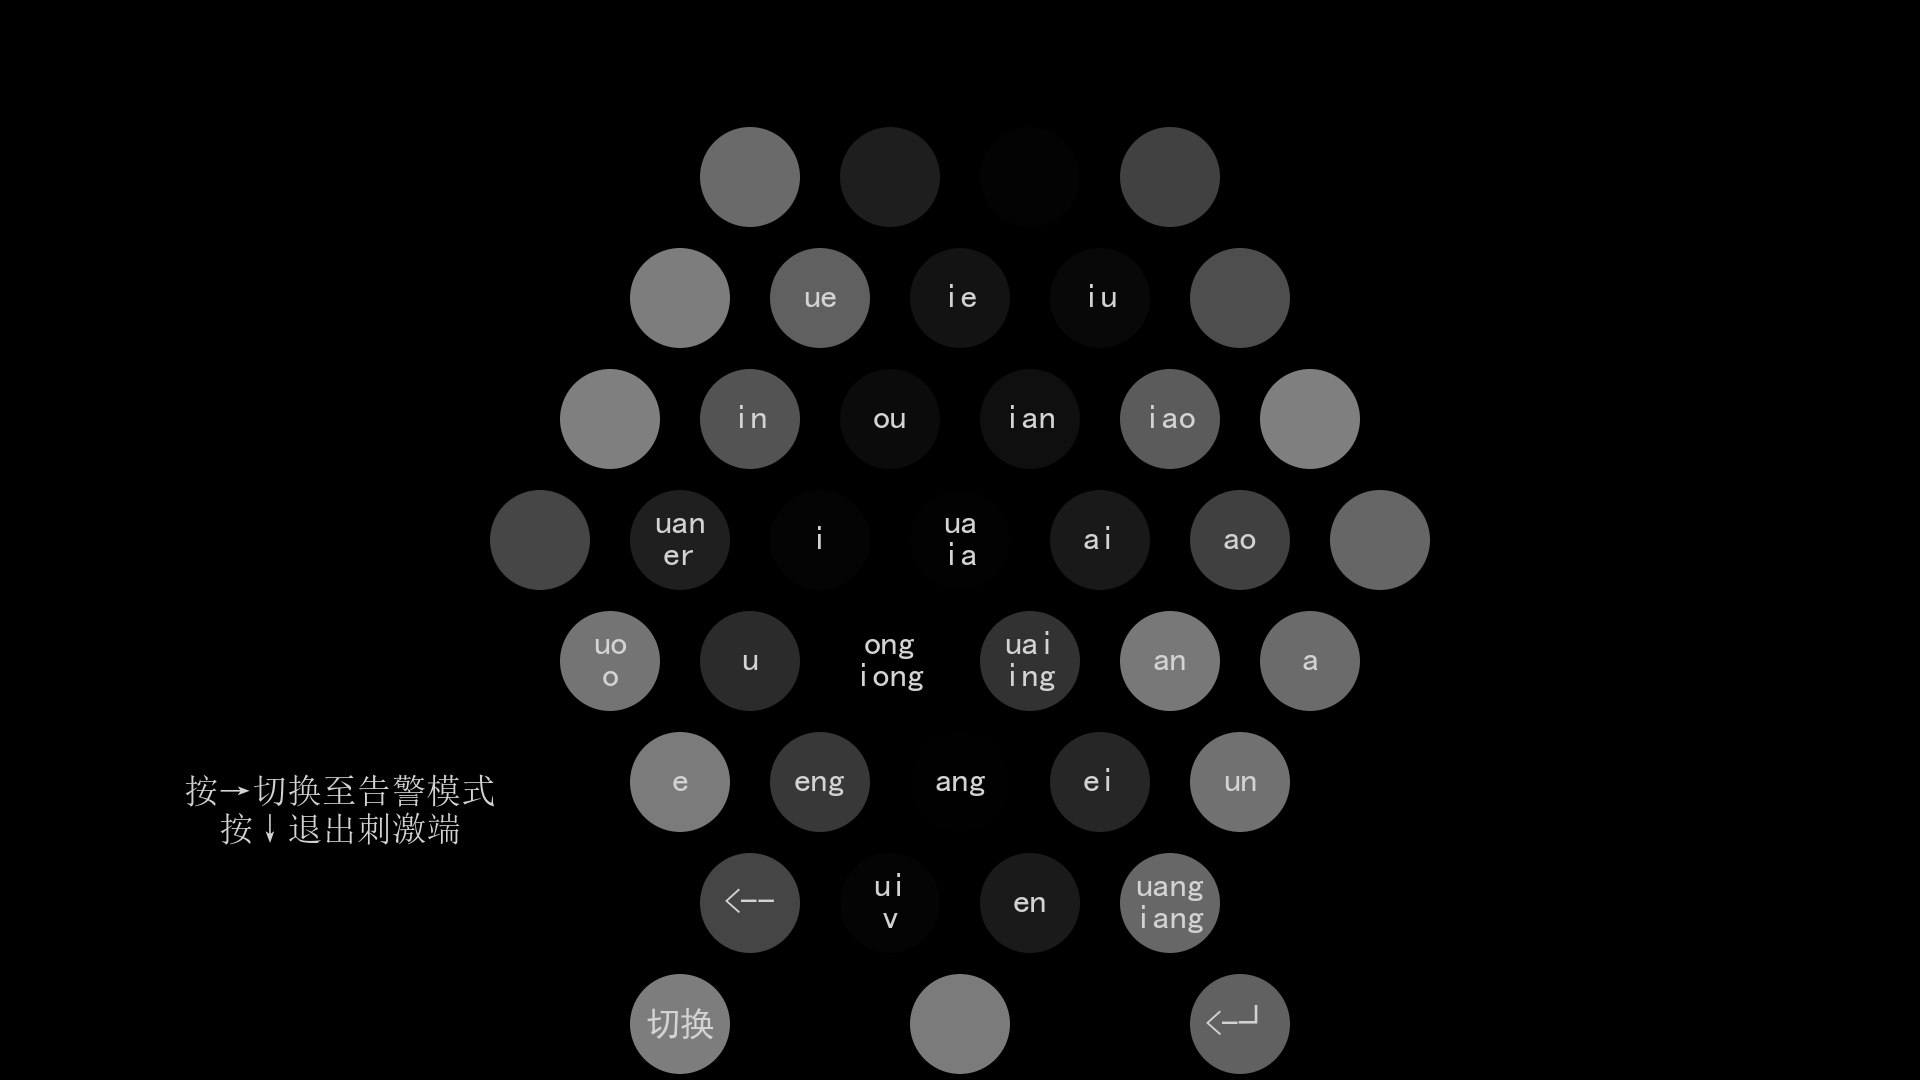 ue
ie
iu
in
ou
ian
iao
uan
er
i
ua
ia
ai
ao
uo
o
u
ong
iong
uai
ing
an
a
e
eng
ang
ei
un
按→切换至告警模式
按↓退出刺激端
<--
ui
v
en
uang
iang
切换
<-┘